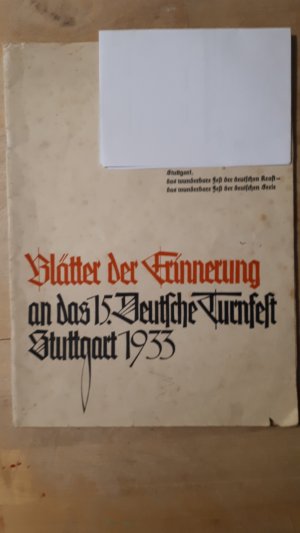 Stuttgart,
das wunderbare Fest der deutschen Kraft –
das wunderbare Fest der deutschen Seele
Blätter der Erinnerung
an das 15. Deutsche Turnfest
Stuttgart 1933